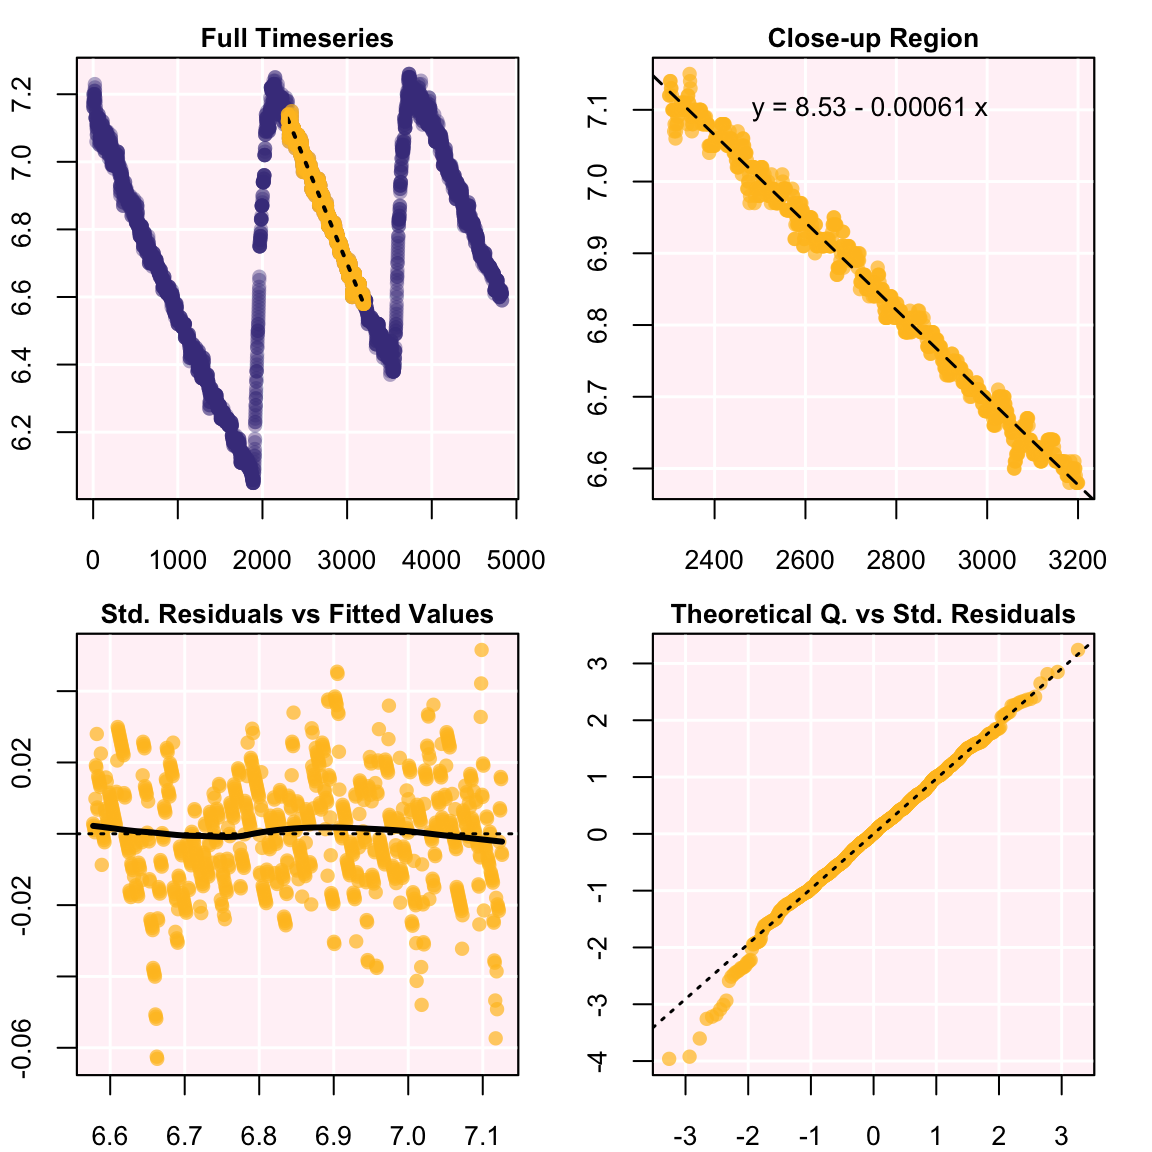 Full Timeseries
7.2
7.0
6.8
6.6
6.4
6.2
0 1000 2000 3000 4000 5000
Close-up Region
y = 8.53 - 0.00061 x
7.1
7.0
6.9
6.8
6.7
6.6
2400 2600 2800 3000 3200
Std. Residuals vs Fitted Values
0.02
-0.02
-0.06
6.6 6.7 6.8 6.9 7.0 7.1
Theoretical Q. vs Std. Residuals
3
2
1
0
-1
-2
-3
-4
-3 -2 -1 0 1 2 3